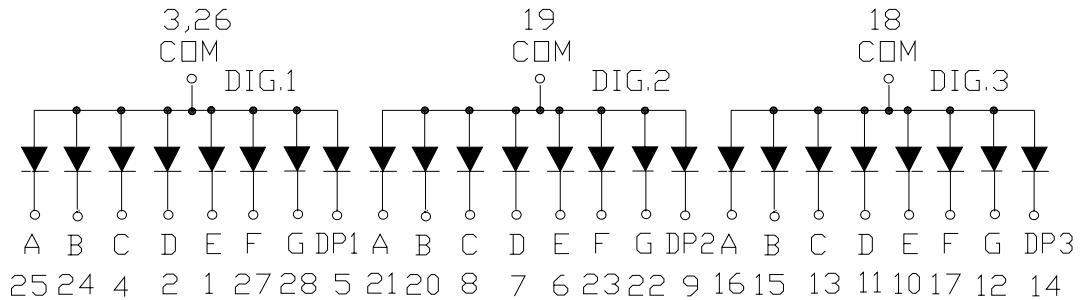 3,26 19 18
COM COM COM
DIG.1 DIG.2 DIG.3
A B C D E F G DP1 A B C D E F G DP2 A B C D E F G DP3
25 24 4 2 1 27 28 5 21 20 8 7 6 23 22 9 16 15 13 11 10 17 12 14